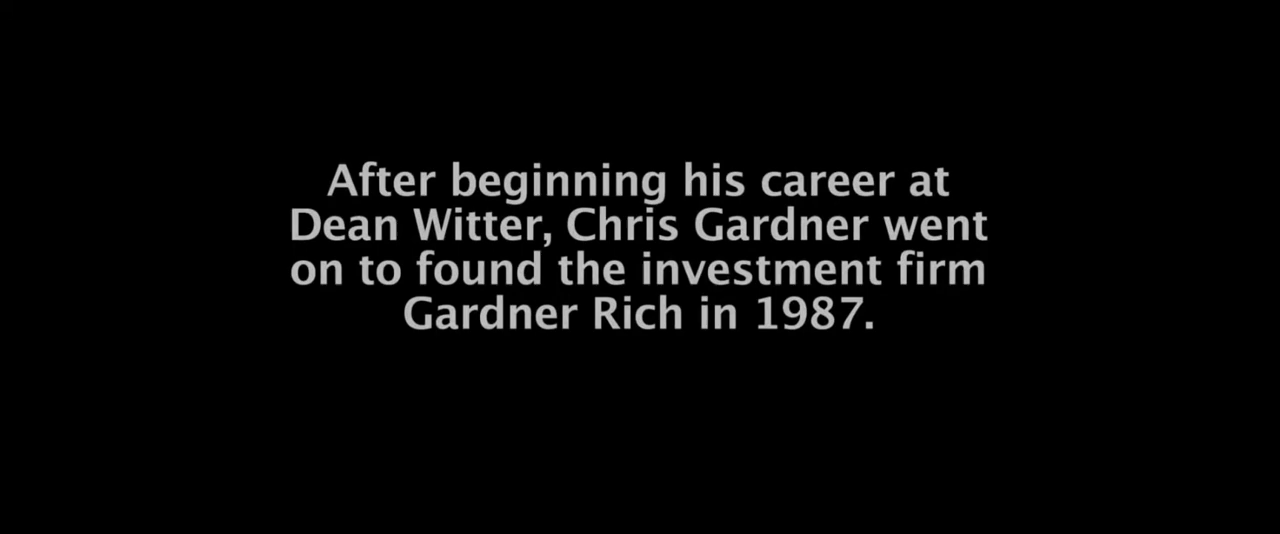 After beginning his career at
Dean Witter, Chris Gardner went
on to found the investment firm
Gardner Rich in 1987.